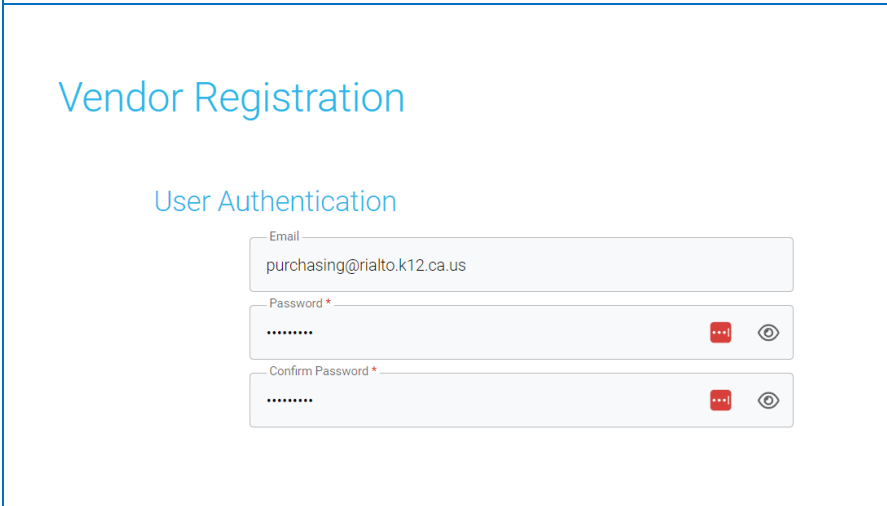 Vendor Registration
User Authentication
Email
purchasing@rialto.k12.ca.us
Password *
•••••••••
Confirm Password *
•••••••••